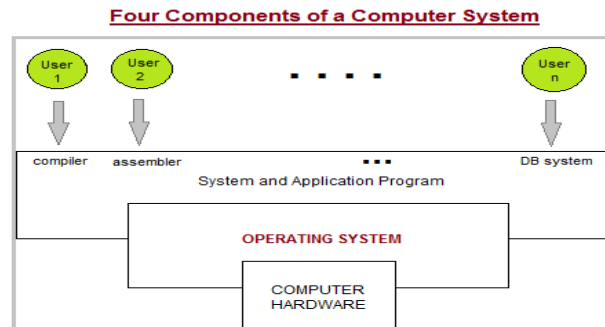 Four Components of a Computer System
User 1
User 2
. . . .
User n
compiler assembler ... DB system
System and Application Program
OPERATING SYSTEM
COMPUTER
HARDWARE